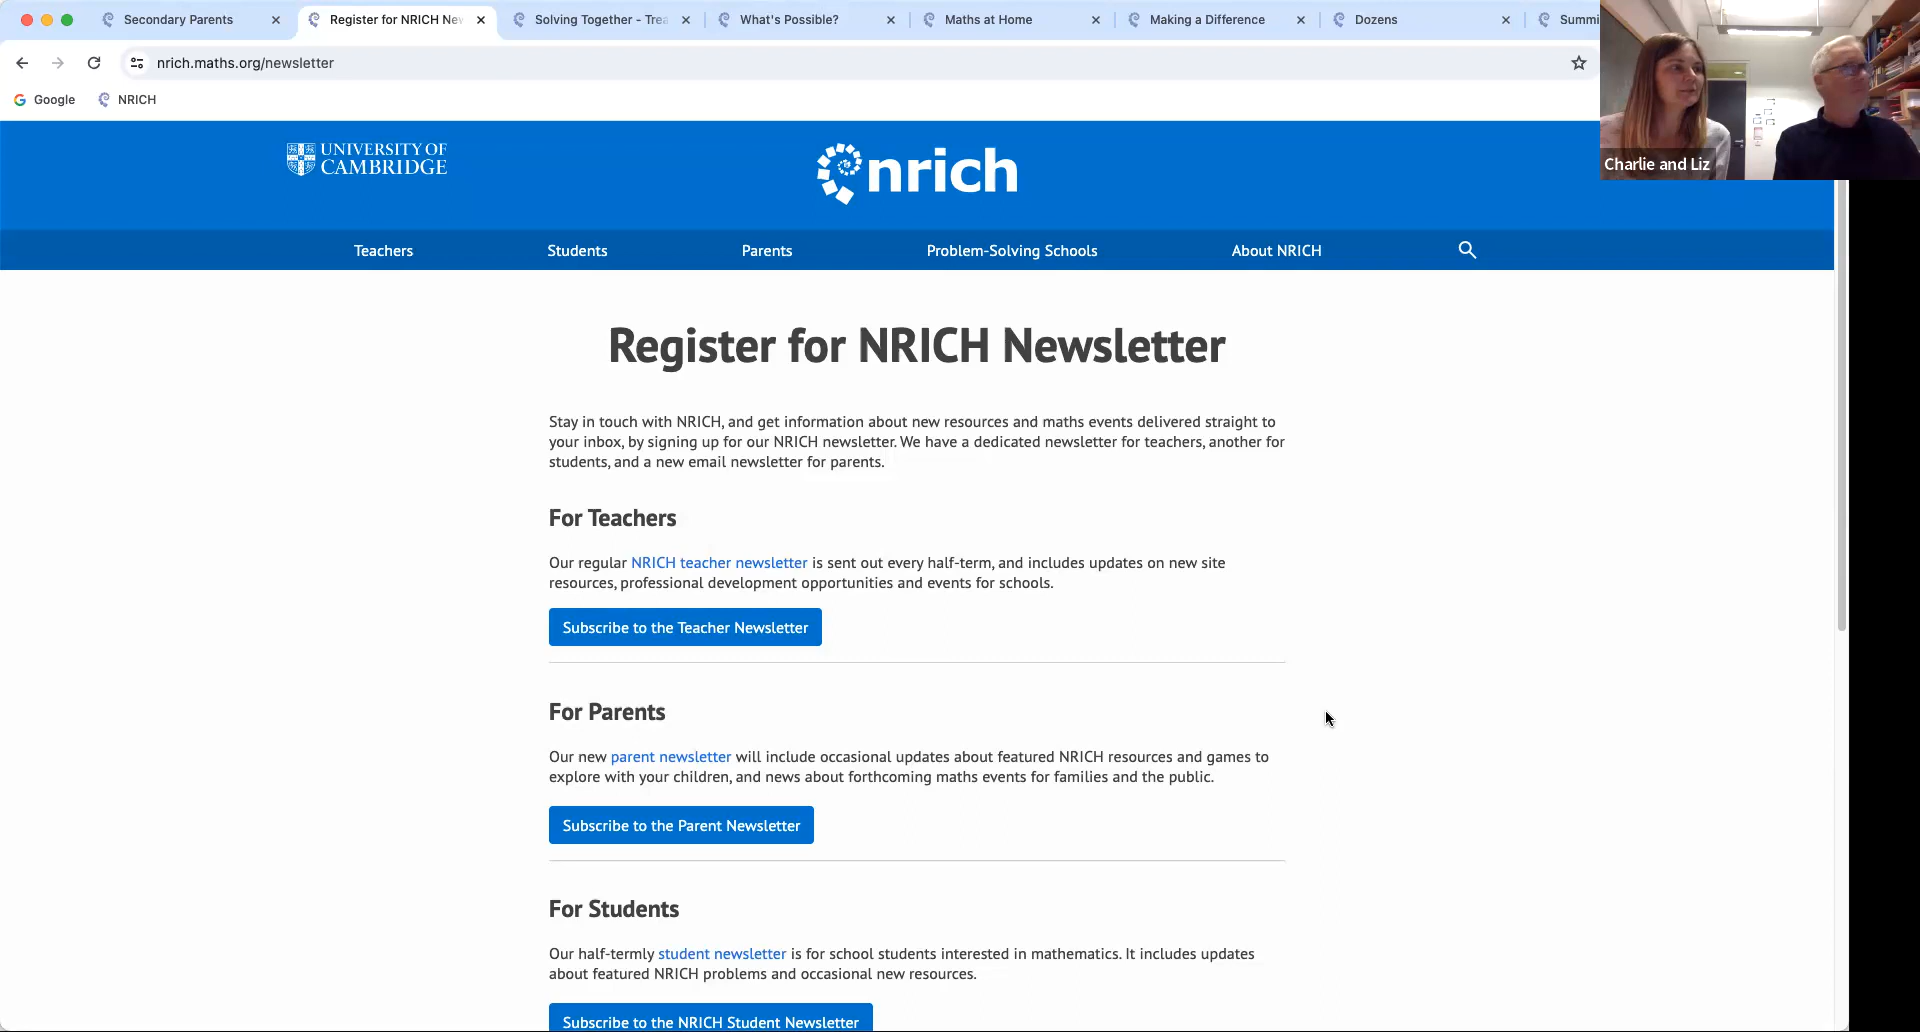 Secondary Parents
Register for NRICH Nev
Solving Together - Trea
What's Possible?
Maths at Home
Making a Difference
Dozens
Summi
nrich.maths.org/newsletter
Google
NRICH
Charlie and Liz
UNIVERSITY OF
CAMBRIDGE
nrich
Teachers
Students
Parents
Problem-Solving Schools
About NRICH
Register for NRICH Newsletter
Stay in touch with NRICH, and get information about new resources and maths events delivered straight to
your inbox, by signing up for our NRICH newsletter. We have a dedicated newsletter for teachers, another for
students, and a new email newsletter for parents.
For Teachers
Our regular NRICH teacher newsletter is sent out every half-term, and includes updates on new site
resources, professional development opportunities and events for schools.
Subscribe to the Teacher Newsletter
For Parents
Our new parent newsletter will include occasional updates about featured NRICH resources and games to
explore with your children, and news about forthcoming maths events for families and the public.
Subscribe to the Parent Newsletter
For Students
Our half-termly student newsletter is for school students interested in mathematics. It includes updates
about featured NRICH problems and occasional new resources.
Subscribe to the NRICH Student Newsletter